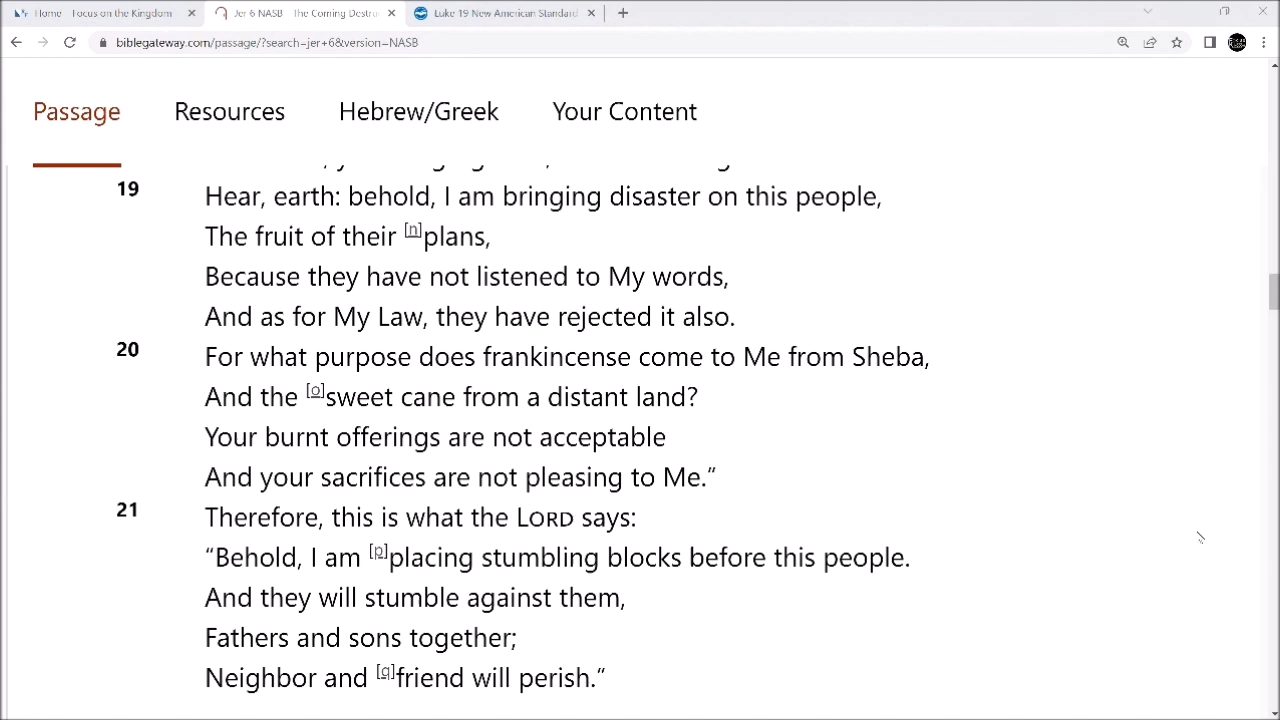 Home - Focus on the Kingdom
Jer 6 NASB - The Coming Destru
Luke 19 New American Standard
biblegateway.com/passage/?search=jer+6&version=NASB
Passage Resources Hebrew/Greek Your Content
19 Hear, earth: behold, I am bringing disaster on this people,
The fruit of their [n]plans,
Because they have not listened to My words,
And as for My Law, they have rejected it also.
20 For what purpose does frankincense come to Me from Sheba,
And the [o]sweet cane from a distant land?
Your burnt offerings are not acceptable
And your sacrifices are not pleasing to Me.”
21 Therefore, this is what the LORD says:
“Behold, I am [p]placing stumbling blocks before this people.
And they will stumble against them,
Fathers and sons together;
Neighbor and [q]friend will perish.”